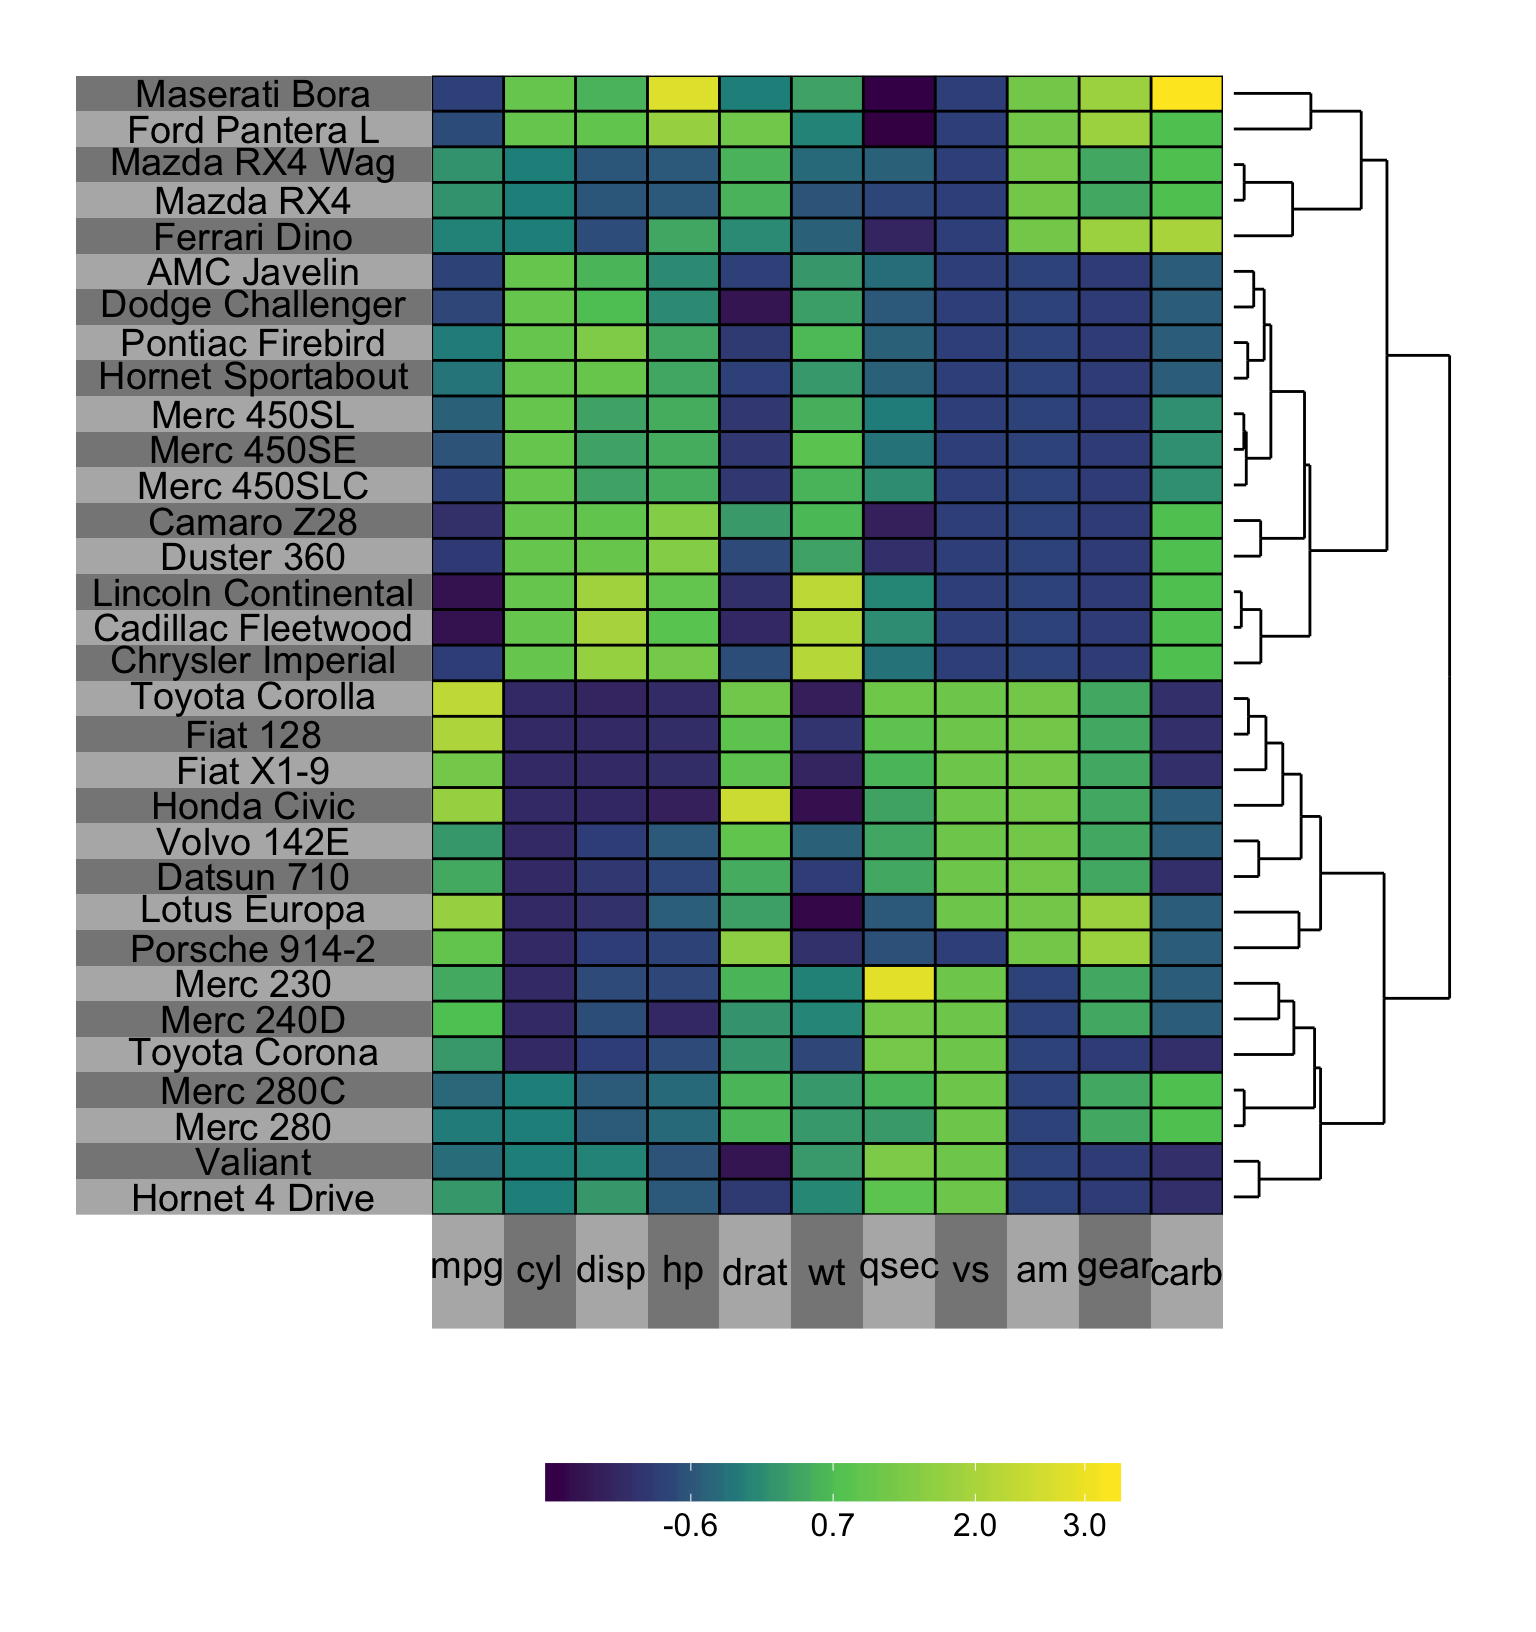 Maserati Bora
Ford Pantera L
Mazda RX4 Wag
Mazda RX4
Ferrari Dino
AMC Javelin
Dodge Challenger
Pontiac Firebird
Hornet Sportabout
Merc 450SL
Merc 450SE
Merc 450SLC
Camaro Z28
Duster 360
Lincoln Continental
Cadillac Fleetwood
Chrysler Imperial
Toyota Corolla
Fiat 128
Fiat X1-9
Honda Civic
Volvo 142E
Datsun 710
Lotus Europa
Porsche 914-2
Merc 230
Merc 240D
Toyota Corona
Merc 280C
Merc 280
Valiant
Hornet 4 Drive
mpg cyl disp hp drat wt qsec vs am gear carb
-0.6 0.7 2.0 3.0